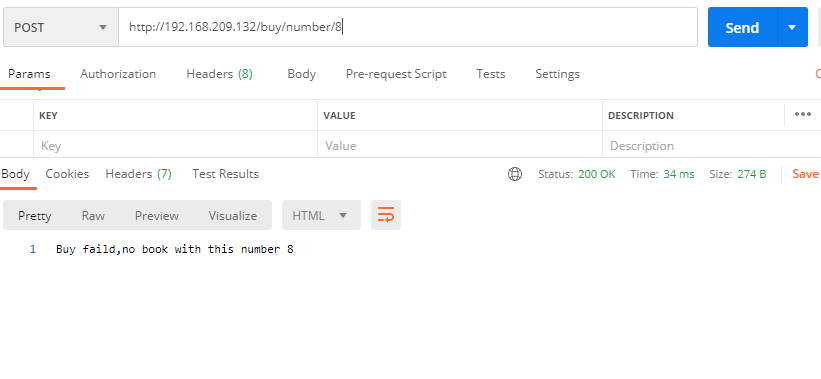 POST http://192.168.209.132/buy/number/8 Send
Params Authorization Headers (8) Body Pre-request Script Tests Settings
KEY VALUE DESCRIPTION •••
Key Value Description
Body Cookies Headers (7) Test Results Status: 200 OK Time: 34 ms Size: 274 B Save
Pretty Raw Preview Visualize HTML
1 Buy faild,no book with this number 8